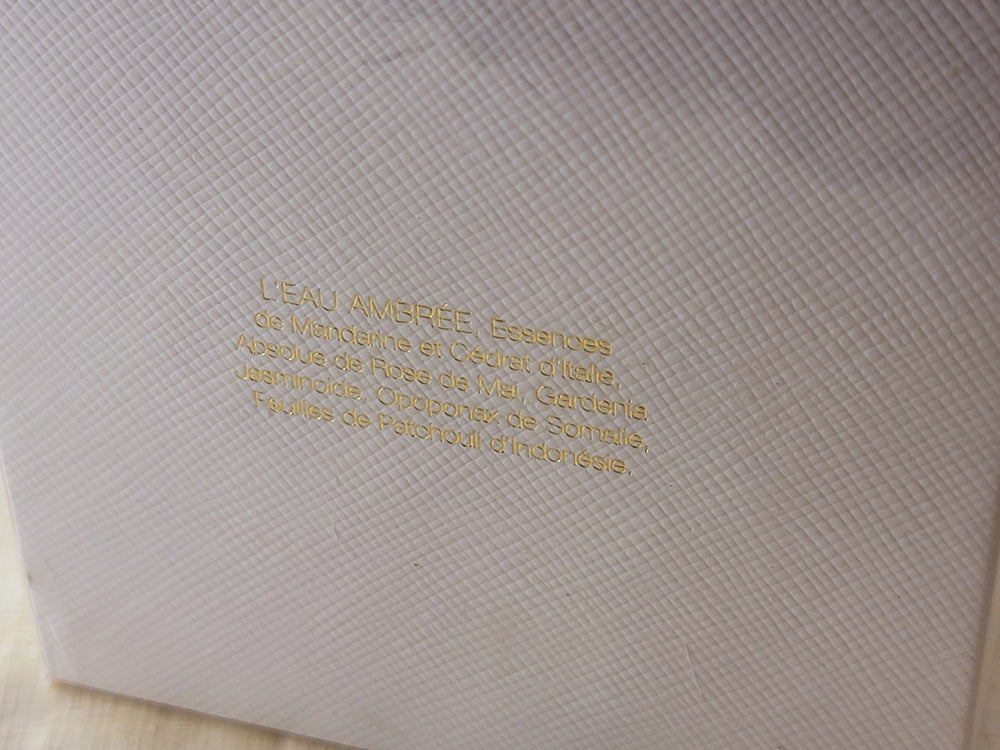 L'EAU AMBRÉE, Essences
de Mandarine et Cédrat d'Italie,
Absolue de Rose de Mai, Gardenia
Jasminoide, Opoponax de Somalie,
Feuilles de Patchouli d'Indonésie.